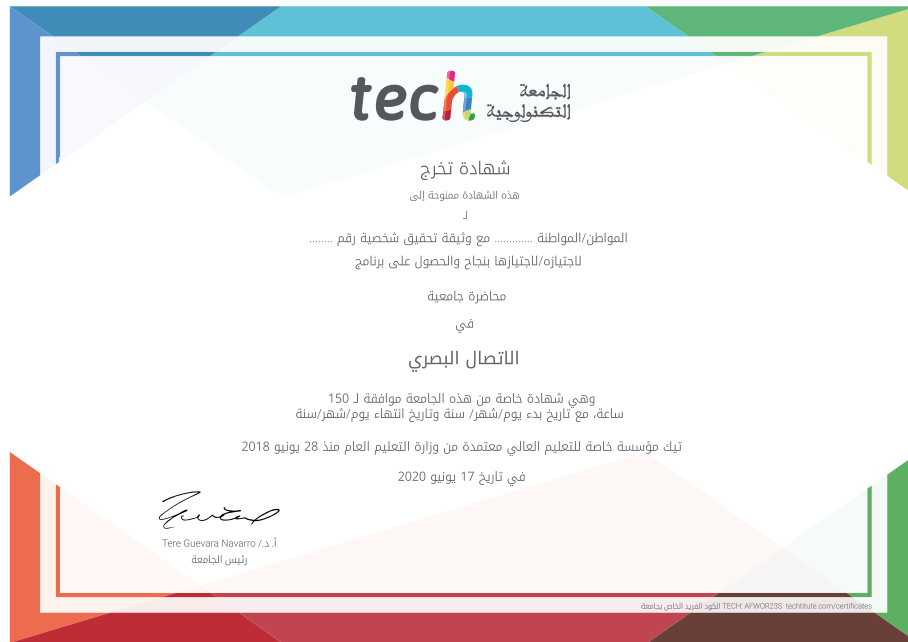 tech الجامعة
التكنولوجية
شهادة تخرج
هذه الشهادة ممنوحة إلى
لـ
المواطن/المواطنة ............. مع وثيقة تحقيق شخصية رقم ........
لاجتيازه/لاجتيازها بنجاح والحصول على برنامج
محاضرة جامعية
في
الاتصال البصري
وهي شهادة خاصة من هذه الجامعة موافقة لـ 150
ساعة، مع تاريخ بدء يوم/شهر/ سنة وتاريخ انتهاء يوم/شهر/سنة
تيك مؤسسة خاصة للتعليم العالي معتمدة من وزارة التعليم العام منذ 28 يونيو 2018
في تاريخ 17 يونيو 2020
أ. د./ Tere Guevara Navarro
رئيس الجامعة
الكود الفريد الخاص بجامعة TECH: AFWOR23S techtitute.com/certificates